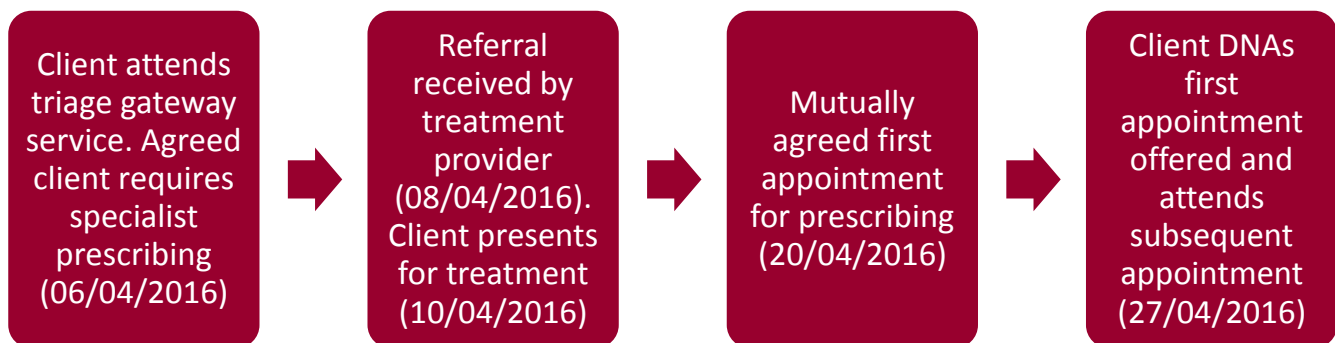 Client attends
triage gateway
service. Agreed
client requires
specialist
prescribing
(06/04/2016)
Referral
received by
treatment
provider
(08/04/2016).
Client presents
for treatment
(10/04/2016)
Mutually
agreed first
appointment
for prescribing
(20/04/2016)
Client DNAs
first
appointment
offered and
attends
subsequent
appointment
(27/04/2016)